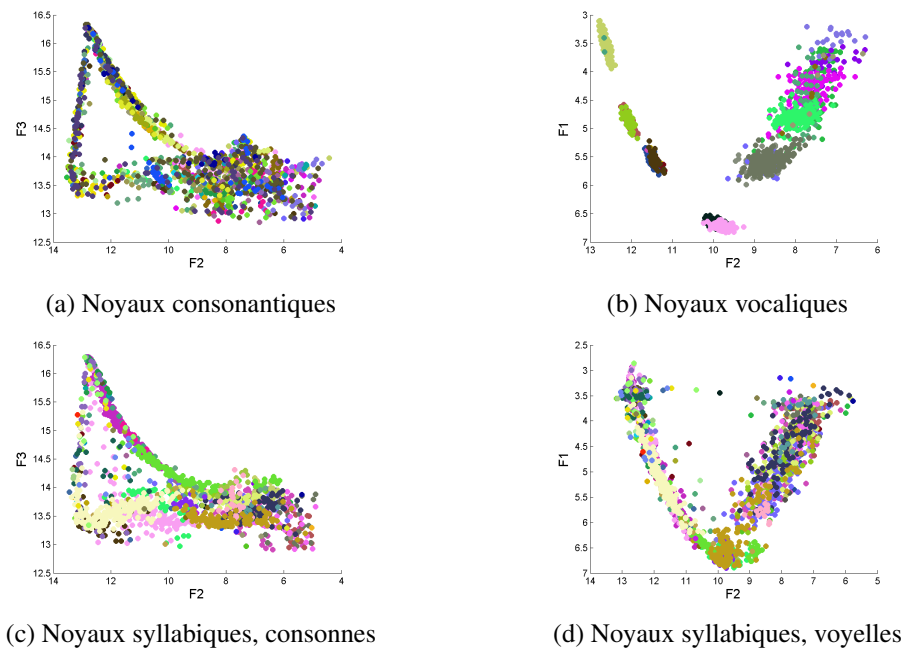 16.5
16
15.5
15
14.5
14
13.5
13
12.5
F3
14 12 10 8 6 4
F2
(a) Noyaux consonantiques
3
3.5
4
4.5
5
5.5
6
6.5
7
F1
13 12 11 10 9 8 7 6
F2
(b) Noyaux vocaliques
16.5
16
15.5
15
14.5
14
13.5
13
12.5
F3
14 12 10 8 6 4
F2
(c) Noyaux syllabiques, consonnes
2.5
3
3.5
4
4.5
5
5.5
6
6.5
7
F1
14 13 12 11 10 9 8 7 6 5
F2
(d) Noyaux syllabiques, voyelles